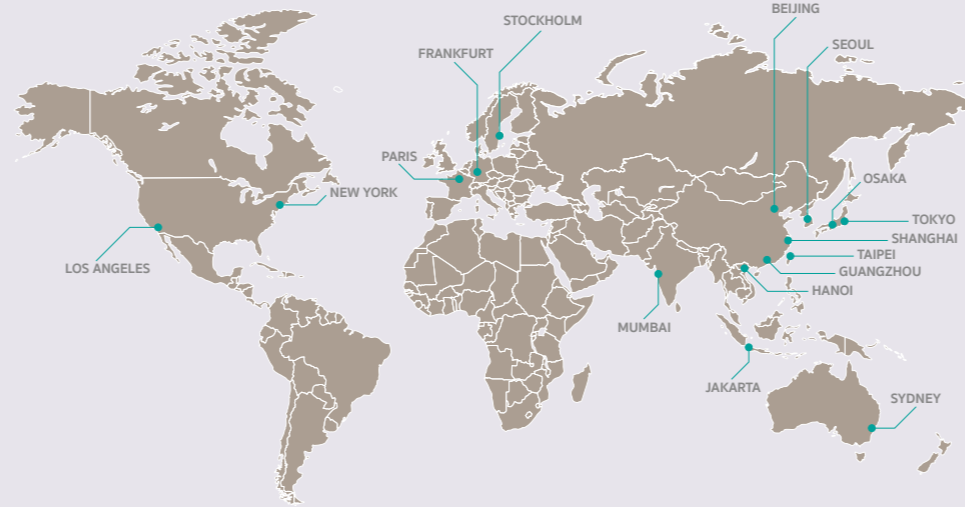 BEIJING
STOCKHOLM
SEOUL
FRANKFURT
PARIS
OSAKA
NEW YORK
TOKYO
SHANGHAI
TAIPEI
LOS ANGELES
GUANGZHOU
HANOI
MUMBAI
JAKARTA
SYDNEY